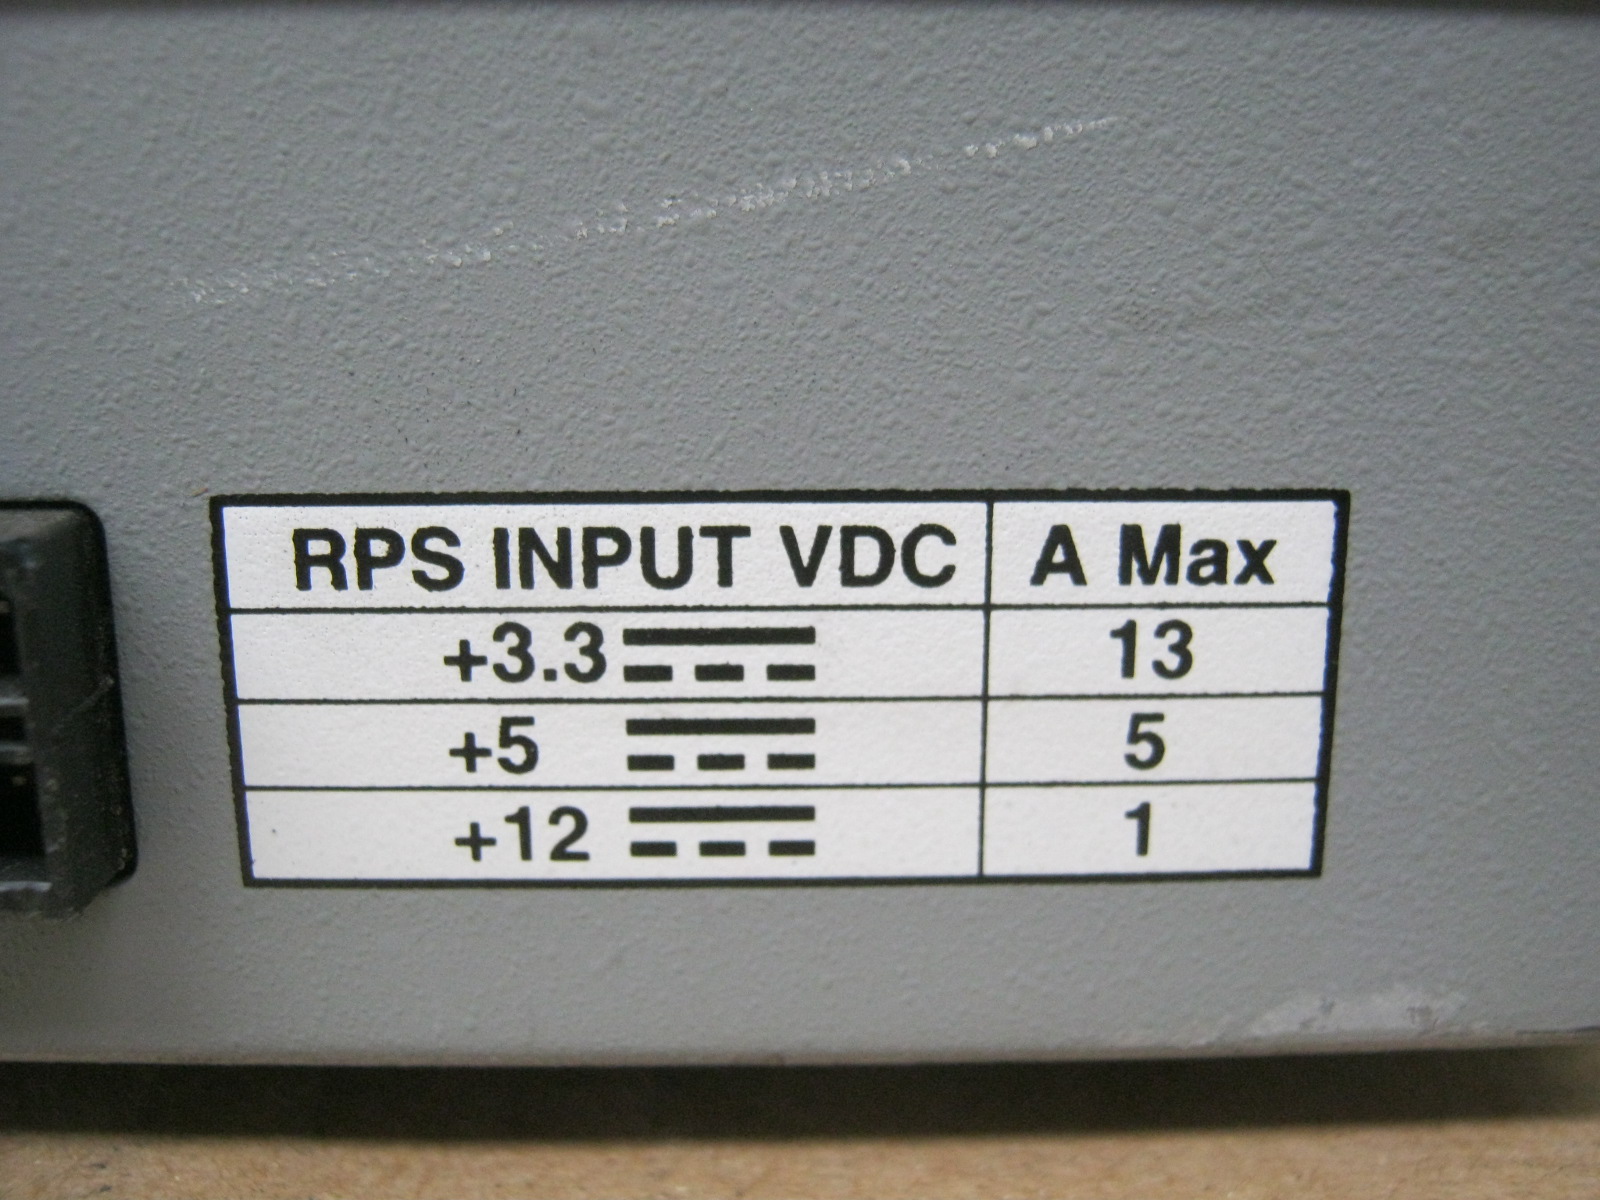 RPS INPUT VDC A Max
+3.3 13
+5 5
+12 1